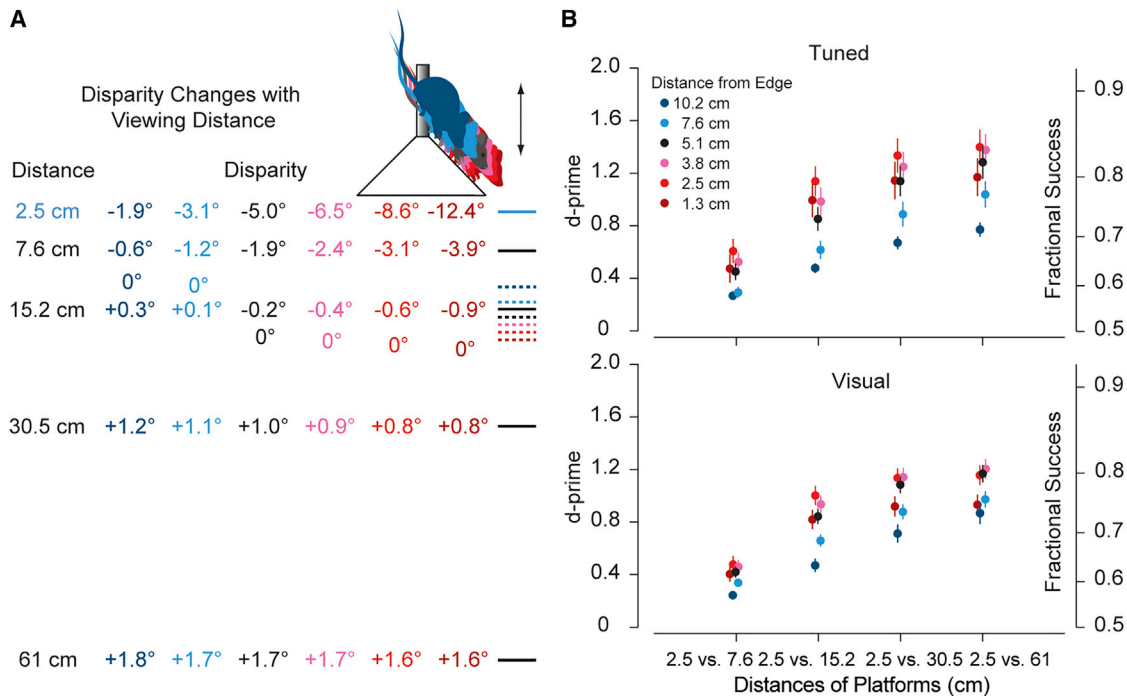 A
Disparity Changes with
Viewing Distance
Distance Disparity
2.5 cm -1.9° -3.1° -5.0° -6.5° -8.6° -12.4°
7.6 cm -0.6° -1.2° -1.9° -2.4° -3.1° -3.9°
0° 0°
15.2 cm +0.3° +0.1° -0.2° -0.4° -0.6° -0.9°
0° 0° 0° 0°
30.5 cm +1.2° +1.1° +1.0° +0.9° +0.8° +0.8°
61 cm +1.8° +1.7° +1.7° +1.7° +1.6° +1.6°
B
Tuned
2.0
1.6
1.2
0.8
0.4
0
d-prime
Distance from Edge
10.2 cm
7.6 cm
5.1 cm
3.8 cm
2.5 cm
1.3 cm
0.9
0.8
0.7
0.6
0.5
Fractional Success
Visual
2.0
1.6
1.2
0.8
0.4
0
d-prime
0.9
0.8
0.7
0.6
0.5
Fractional Success
2.5 vs. 7.6 2.5 vs. 15.2 2.5 vs. 30.5 2.5 vs. 61
Distances of Platforms (cm)